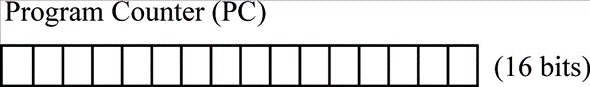 Program Counter (PC)
(16 bits)